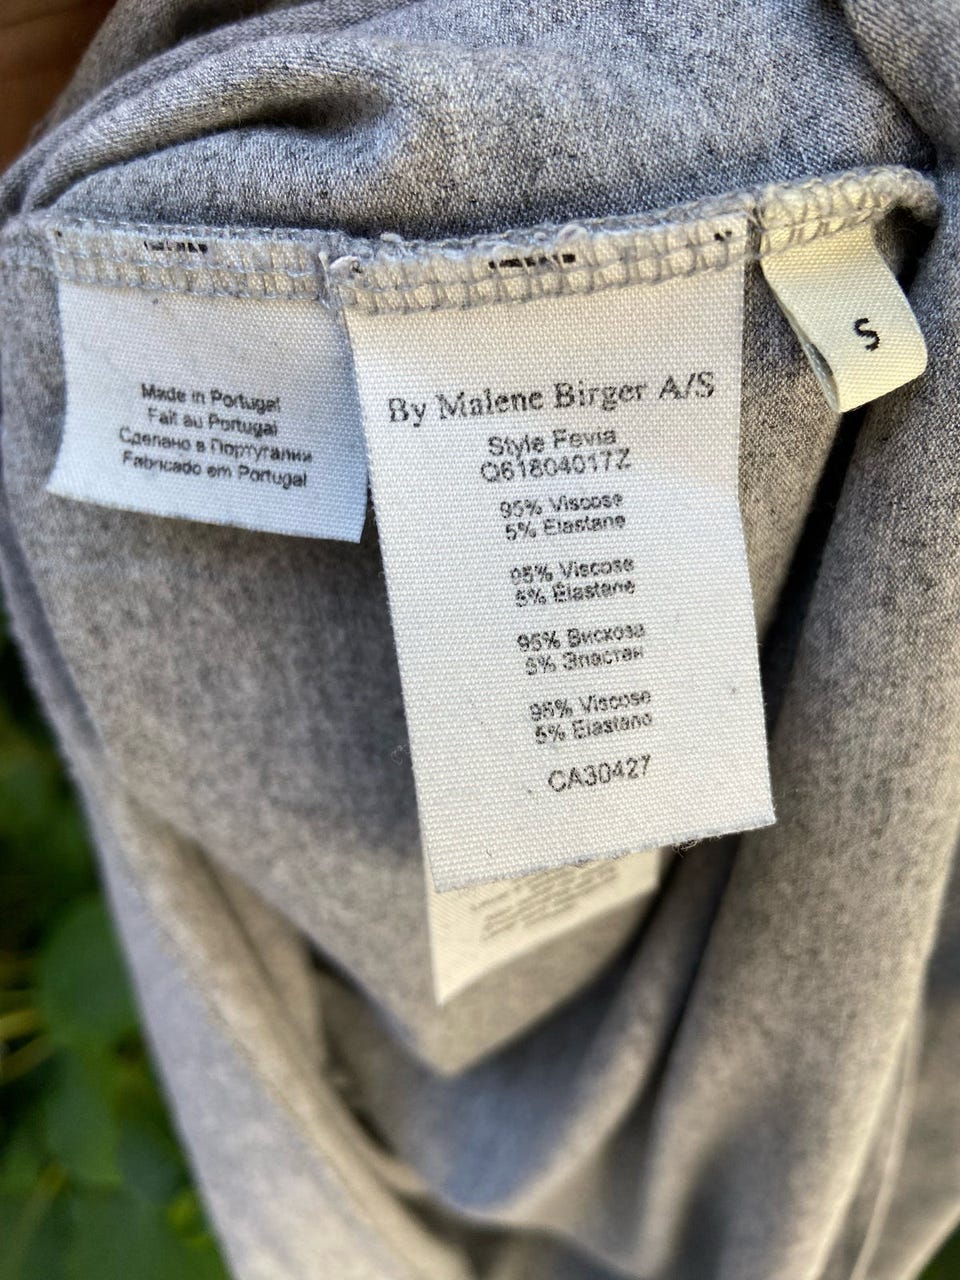 Made in Portugal
Fait au Portugal
Сделано в Португалии
Fabricado em Portugal
By Malene Birger A/S
Style Fevia
Q61804017Z
95% Viscose
5% Elastane
95% Viscose
5% Élastane
95% Вискоза
5% Эластан
95% Viscose
5% Elastano
CA30427
S